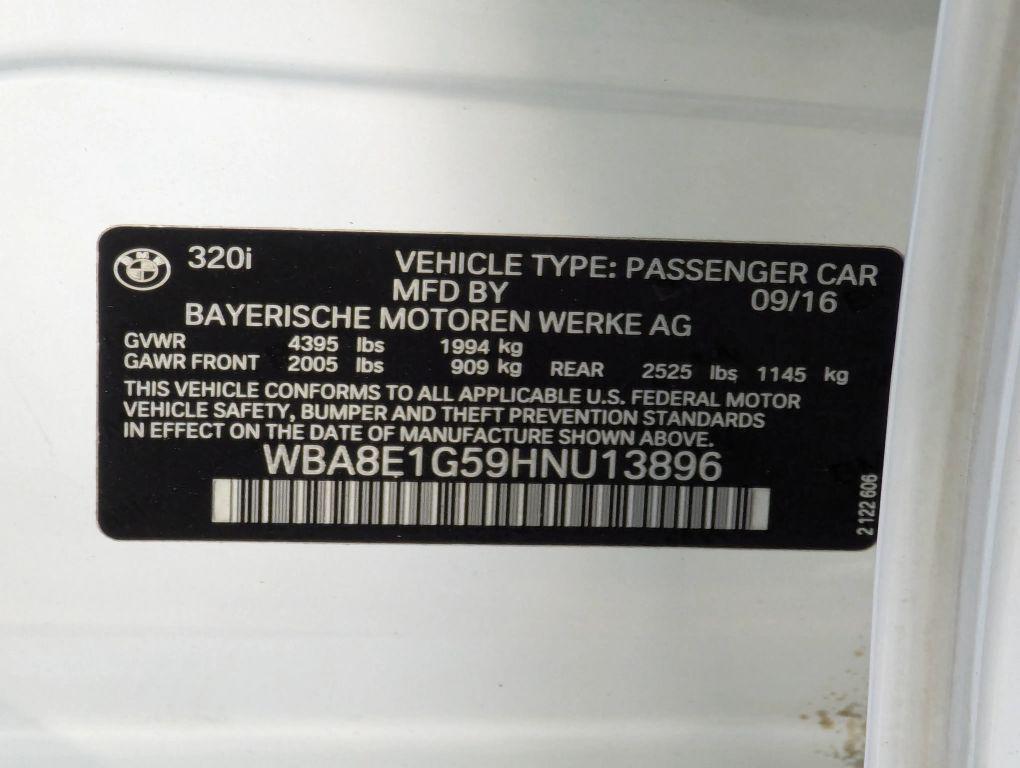 BMW
320i VEHICLE TYPE: PASSENGER CAR
MFD BY 09/16
BAYERISCHE MOTOREN WERKE AG
GVWR 4395 lbs 1994 kg
GAWR FRONT 2005 lbs 909 kg REAR 2525 lbs 1145 kg
THIS VEHICLE CONFORMS TO ALL APPLICABLE U.S. FEDERAL MOTOR
VEHICLE SAFETY, BUMPER AND THEFT PREVENTION STANDARDS
IN EFFECT ON THE DATE OF MANUFACTURE SHOWN ABOVE.
WBA8E1G59HNU13896
2 122 606